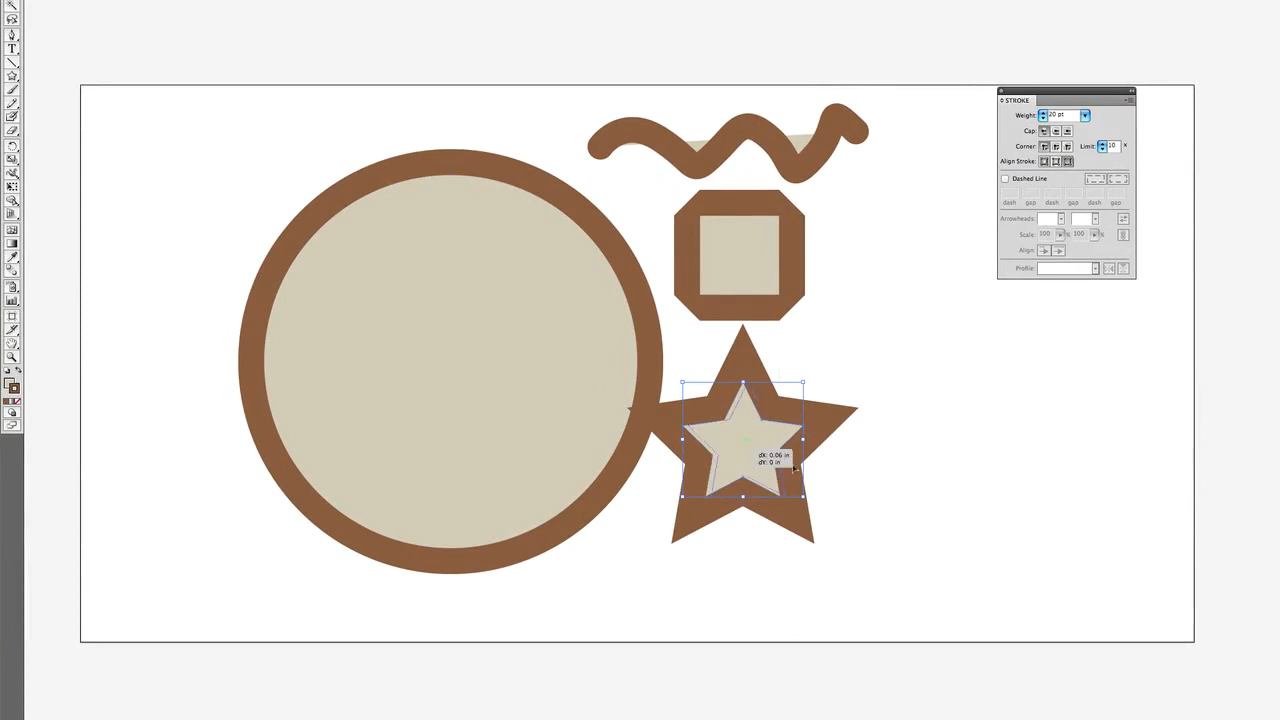 STROKE
Weight: 20 pt
Cap:
Corner: Limit: 10 x
Align Stroke:
Dashed Line
dash gap dash gap dash gap
Arrowheads:
Scale: 100 % 100 %
Align:
Profile:
dX: 0.06 in
dY: 0 in
T